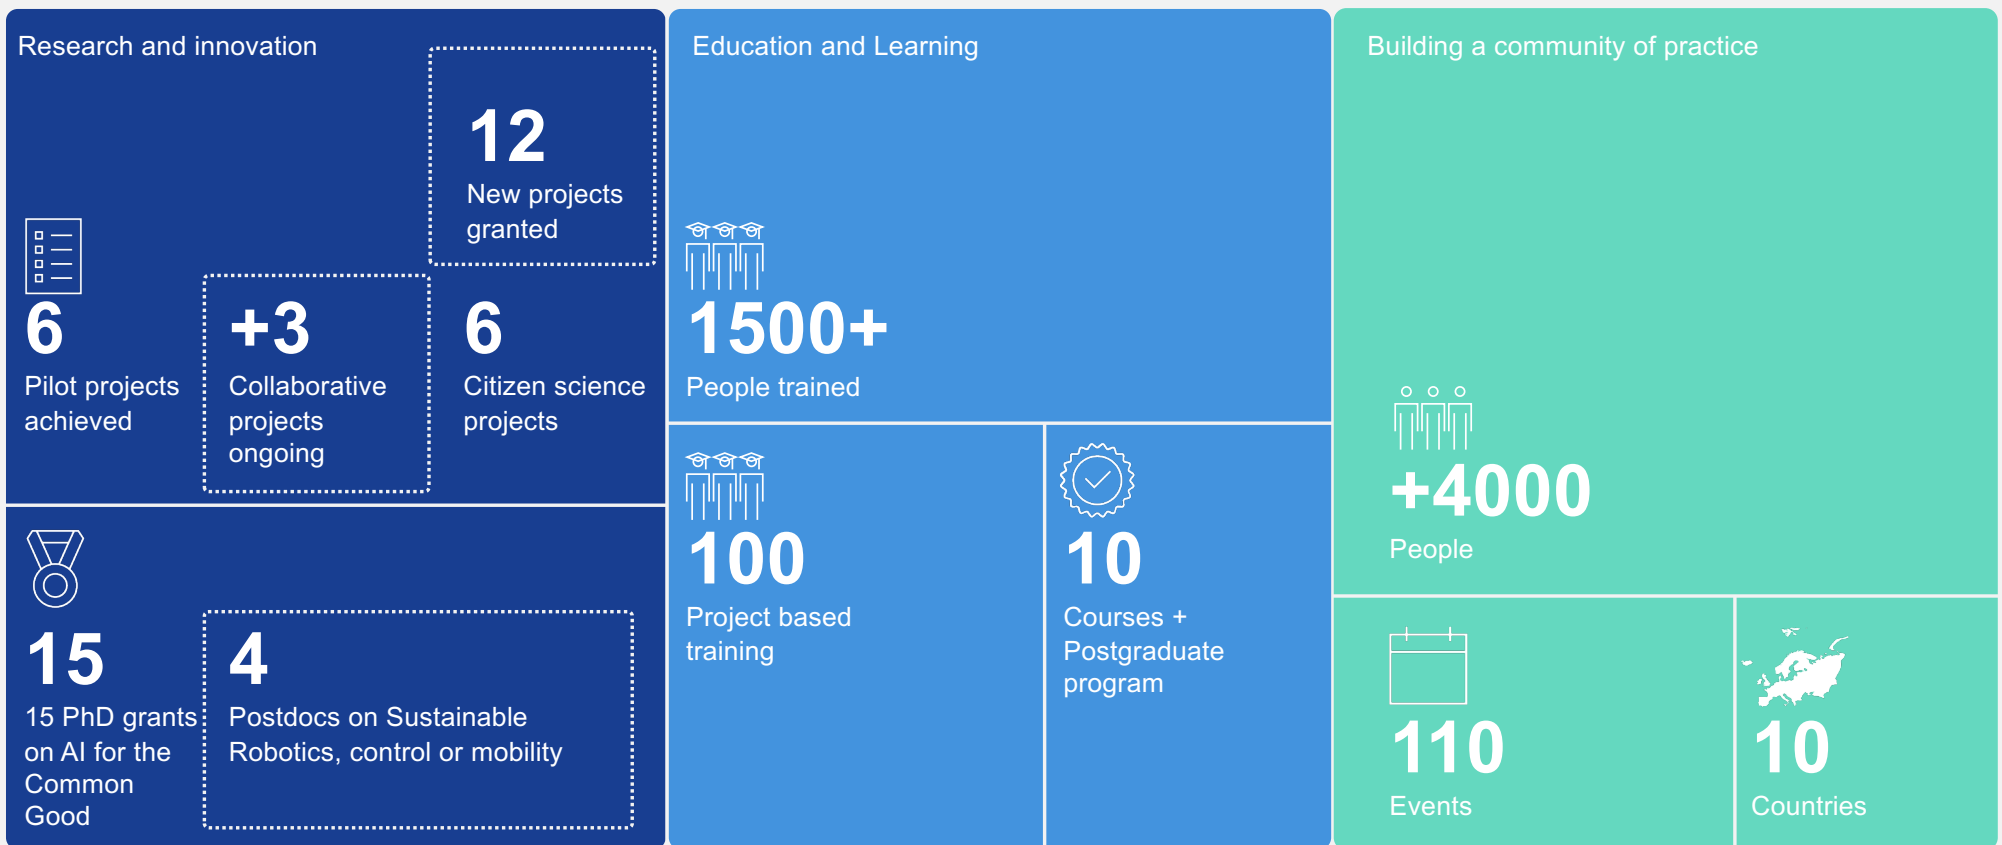 Research and innovation
12
New projects
granted
6
Pilot projects
achieved
+3
Collaborative
projects
ongoing
6
Citizen science
projects
15
15 PhD grants
on AI for the
Common
Good
4
Postdocs on Sustainable
Robotics, control or mobility
Education and Learning
1500+
People trained
100
Project based
training
10
Courses +
Postgraduate
program
Building a community of practice
+4000
People
110
Events
10
Countries